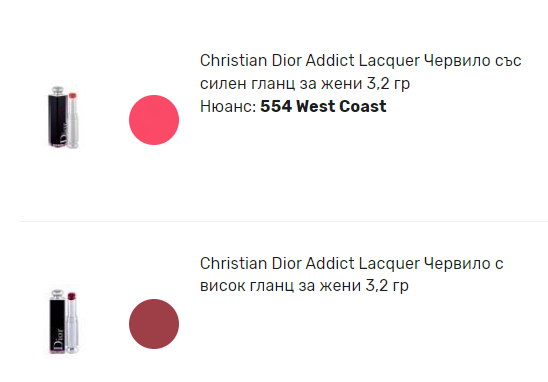 Christian Dior Addict Lacquer Червило със
силен гланц за жени 3,2 гр
Нюанс: 554 West Coast
Dior
Christian Dior Addict Lacquer Червило с
висок гланц за жени 3,2 гр
Dior